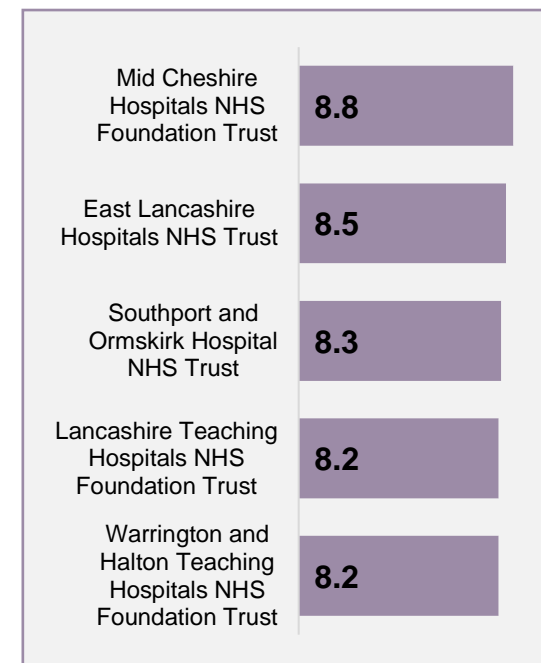 Mid Cheshire
Hospitals NHS
Foundation Trust
8.8
East Lancashire
Hospitals NHS Trust
8.5
Southport and
Ormskirk Hospital
NHS Trust
8.3
Lancashire Teaching
Hospitals NHS
Foundation Trust
8.2
Warrington and
Halton Teaching
Hospitals NHS
Foundation Trust
8.2